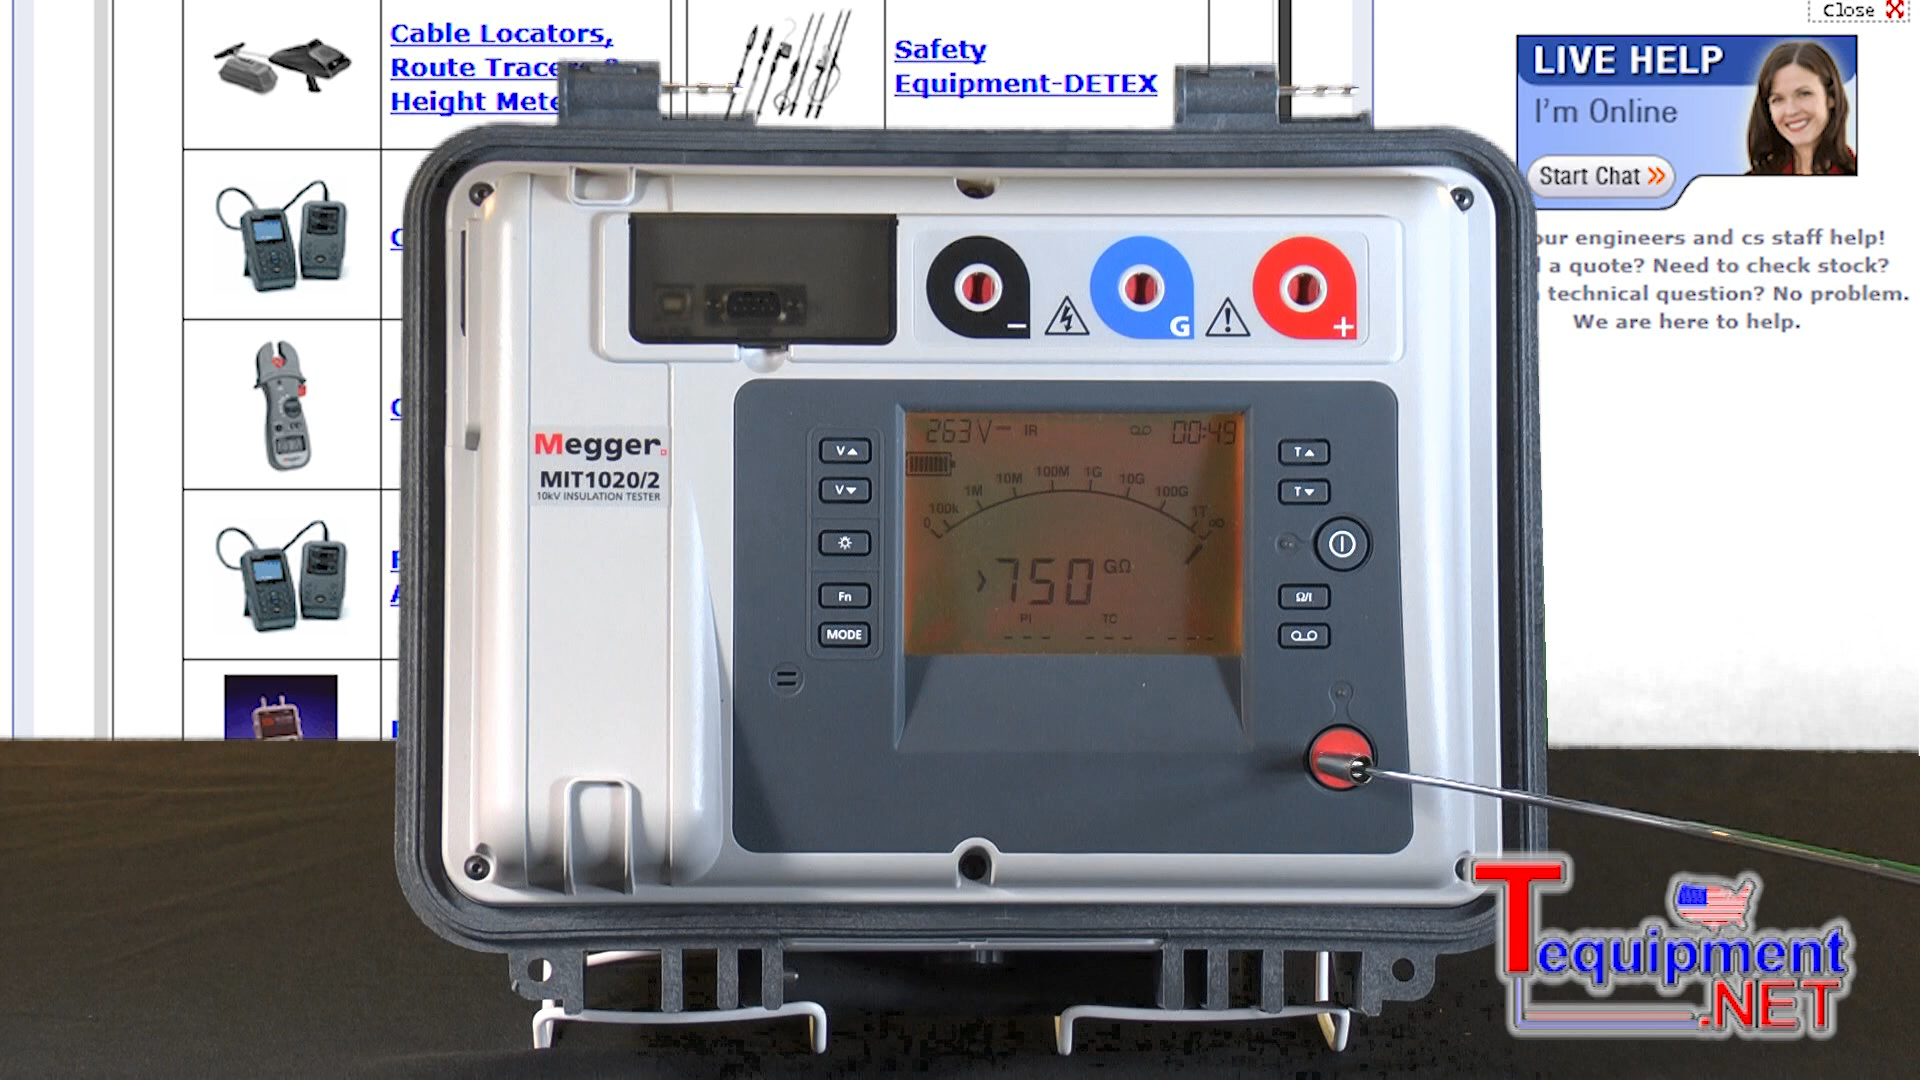 Close
Cable Locators,
Route Trace
Height Mete
Safety
Equipment-DETEX
LIVE HELP
I'm Online
Start Chat
our engineers and cs staff help!
a quote? Need to check stock?
technical question? No problem.
We are here to help.
− G +
Megger
MIT1020/2
10kV INSULATION TESTER
263V IR 00:49
0 100k 1M 10M 100M 1G 10G 100G 1T ∞
>750 GΩ
PI TC
V▲
V▼
Fn
MODE
T▲
T▼
Ω/I
Tequipment
.NET